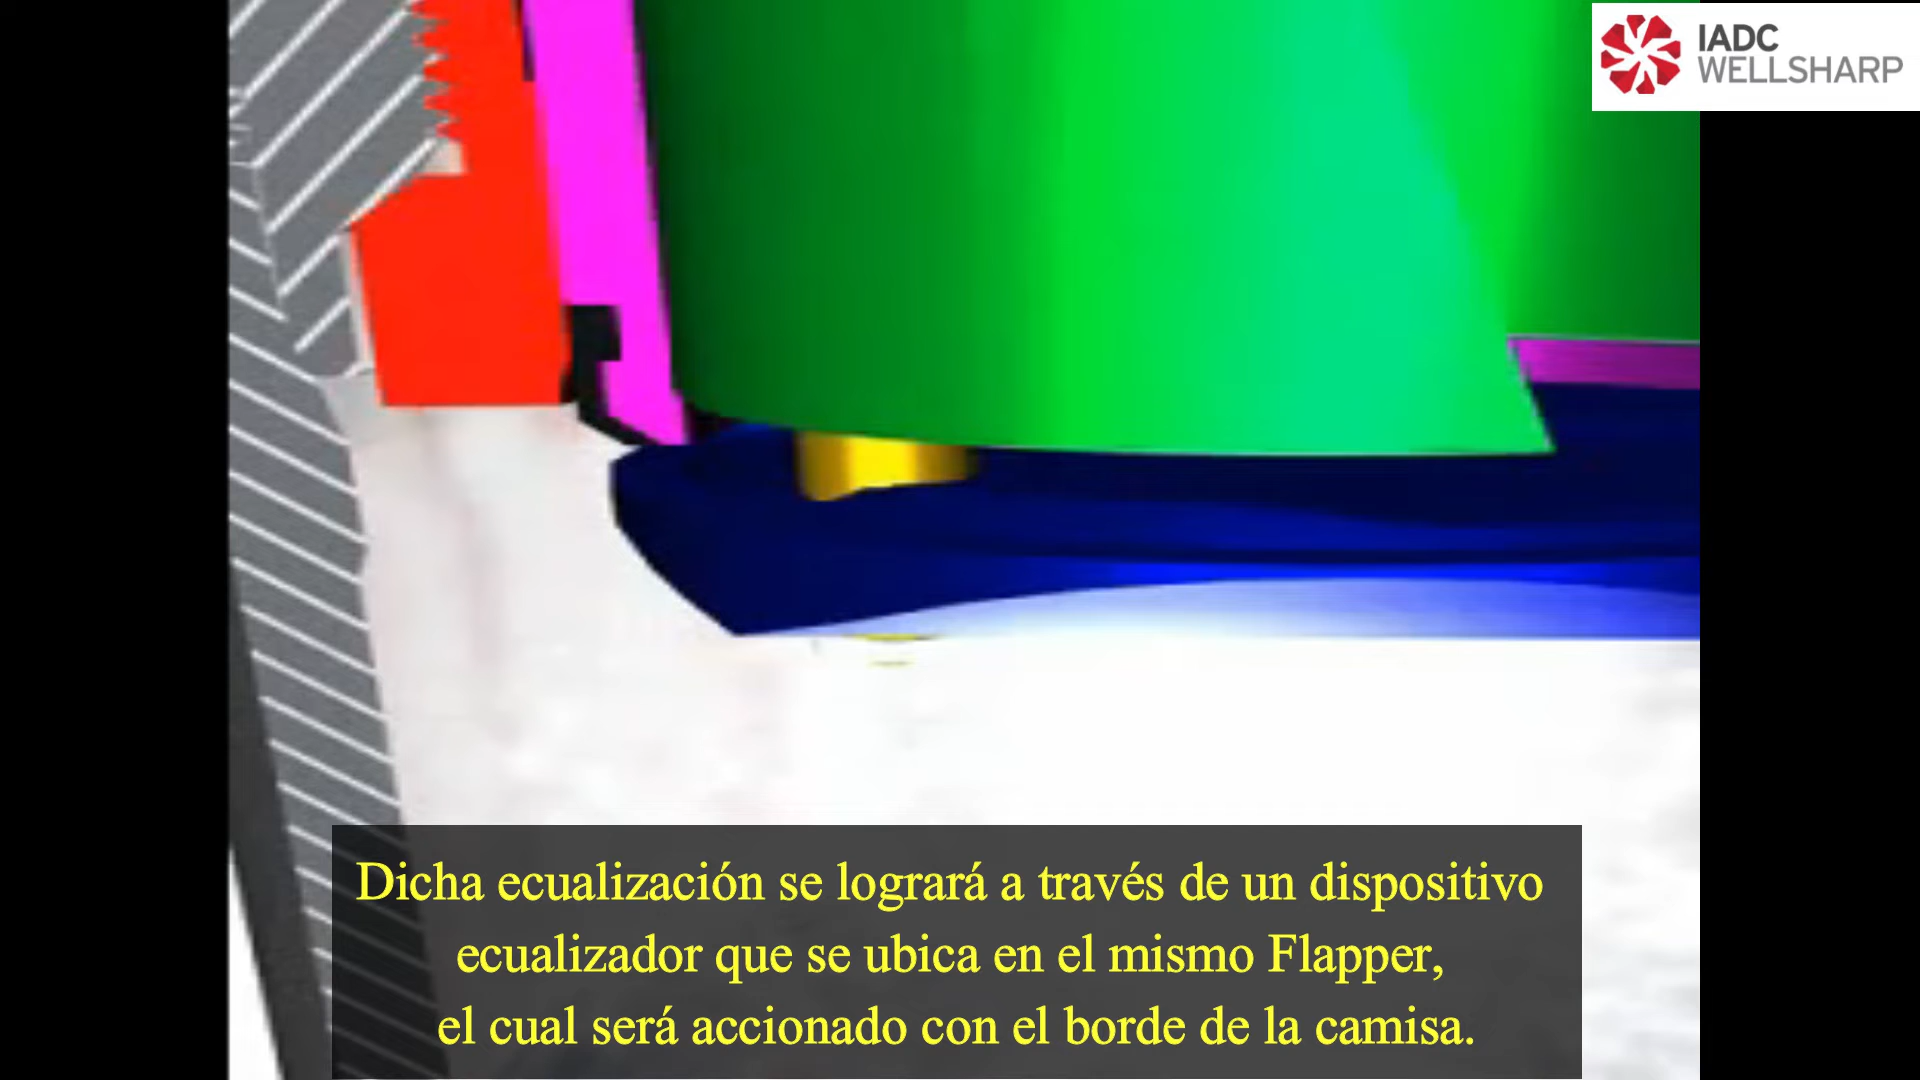 IADC
WELLSHARP
Dicha ecualización se logrará a través de un dispositivo
ecualizador que se ubica en el mismo Flapper,
el cual será accionado con el borde de la camisa.